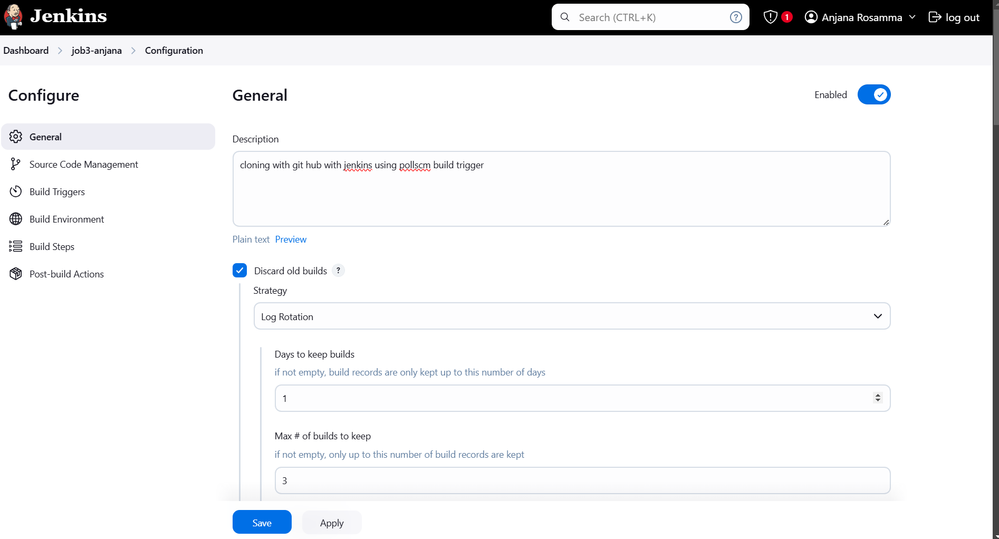 Jenkins
Search (CTRL+K)
?
1
Anjana Rosamma
log out
Dashboard > job3-anjana > Configuration
Configure
General
Source Code Management
Build Triggers
Build Environment
Build Steps
Post-build Actions
General
Enabled
Description
cloning with git hub with jenkins using pollscm build trigger
Plain text Preview
Discard old builds ?
Strategy
Log Rotation
Days to keep builds
if not empty, build records are only kept up to this number of days
1
Max # of builds to keep
if not empty, only up to this number of build records are kept
3
Save
Apply